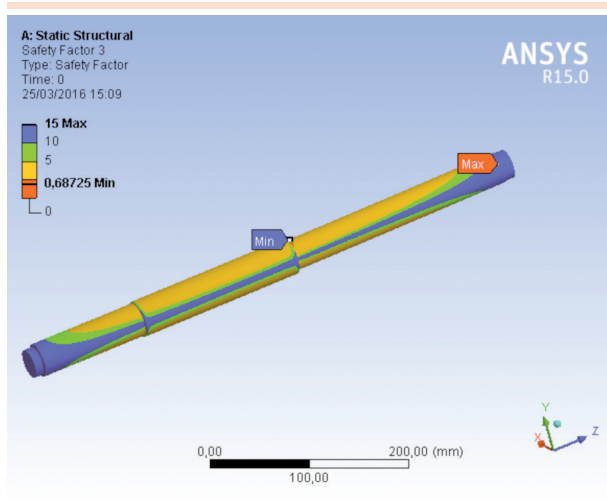 A: Static Structural
Safety Factor 3
Type: Safety Factor
Time: 0
25/03/2016 15:09
ANSYS
R15.0
15 Max
10
5
0,68725 Min
0
Max
Min
Y
Z
X
0,00
200,00 (mm)
100,00